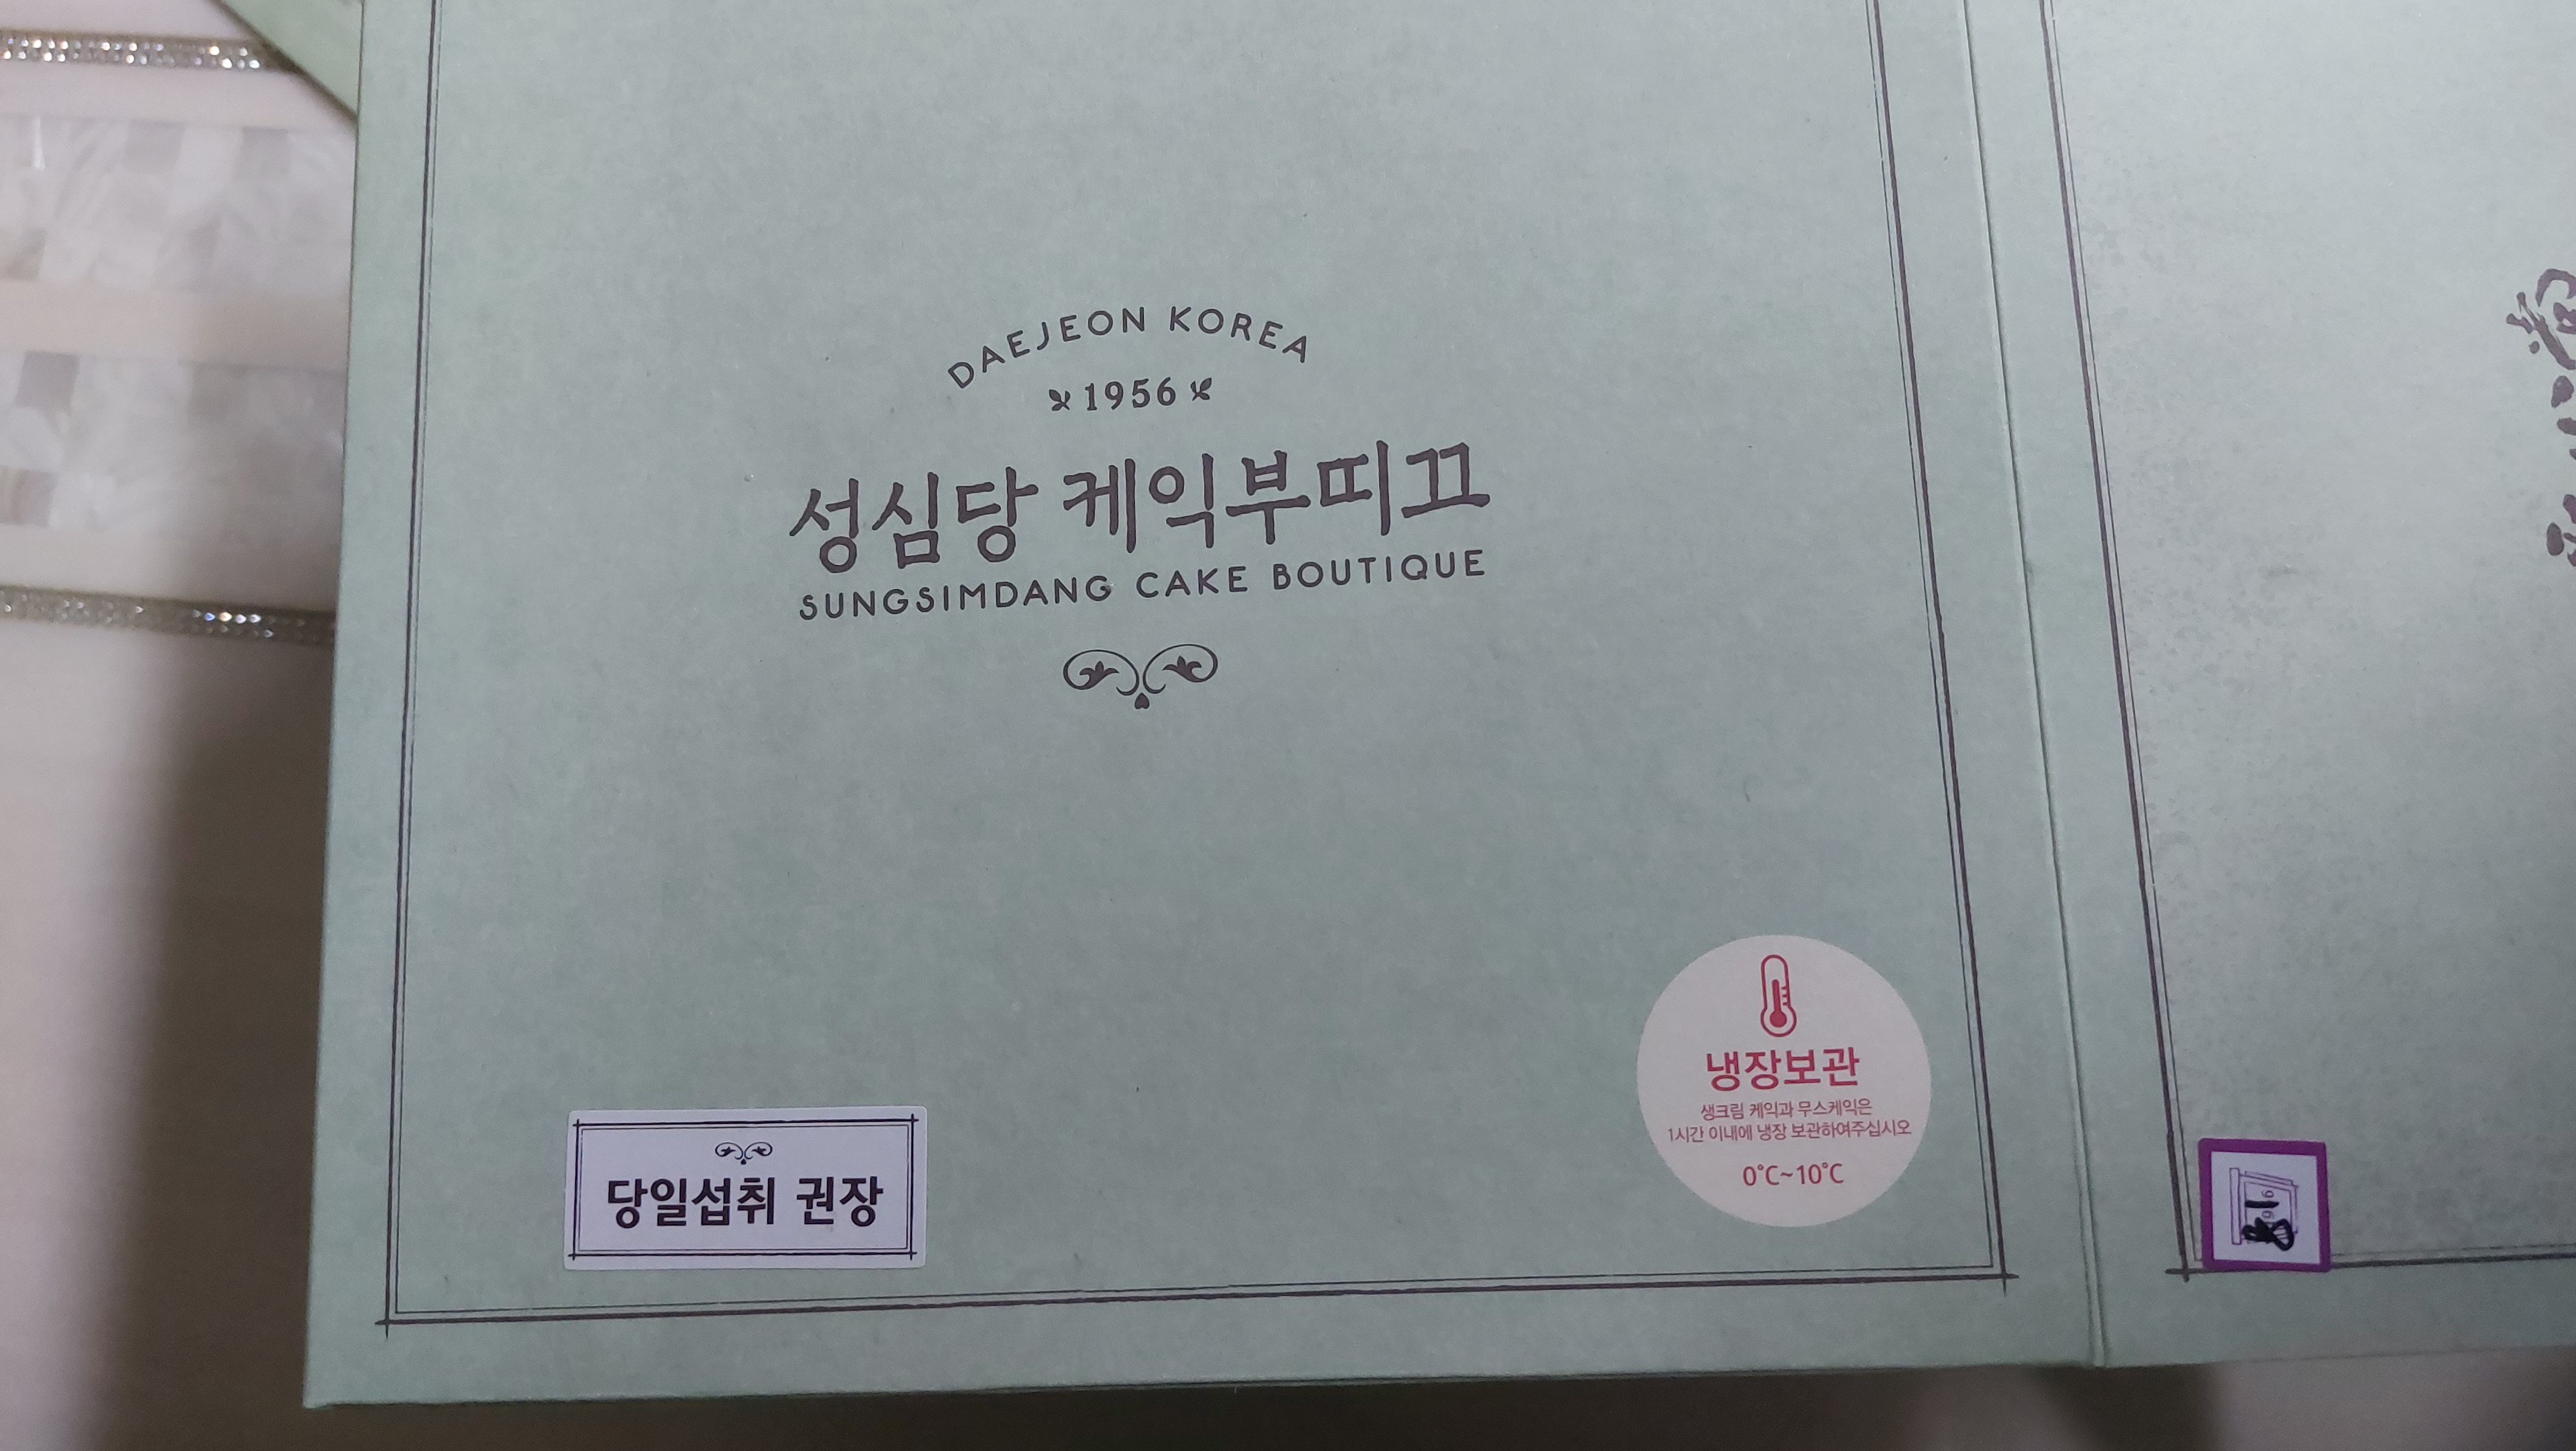 DAEJEON KOREA
1956
성심당 케익부띠끄
SUNGSIMDANG CAKE BOUTIQUE
냉장보관
생크림 케익과 무스케익은
1시간 이내에 냉장 보관하여주십시오
0°C~10°C
당일섭취 권장